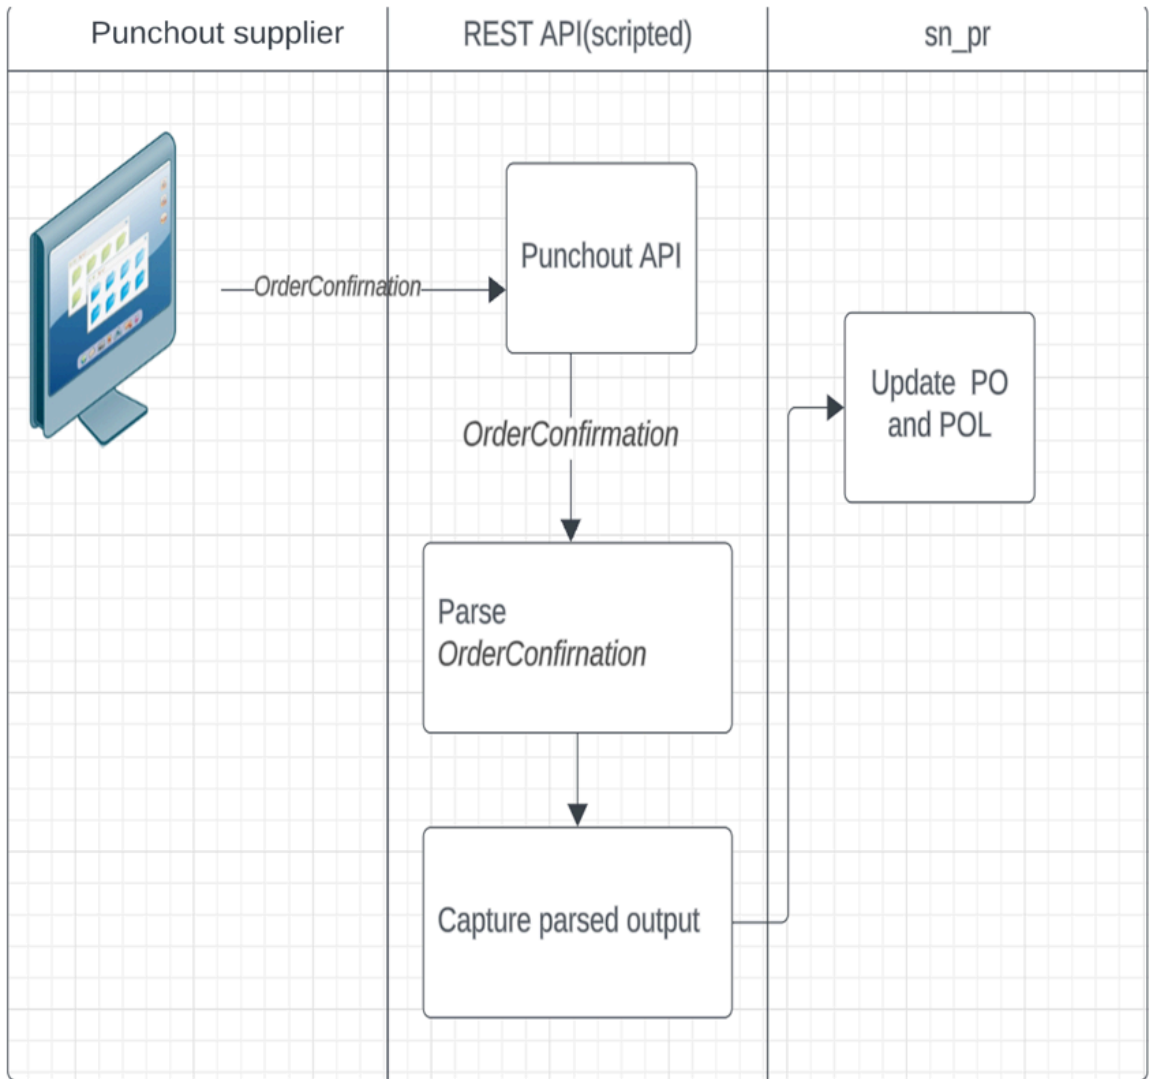 Punchout supplier
REST API(scripted)
sn_pr
Punchout API
OrderConfirnation
Update PO
and POL
OrderConfirmation
Parse
OrderConfirnation
Capture parsed output